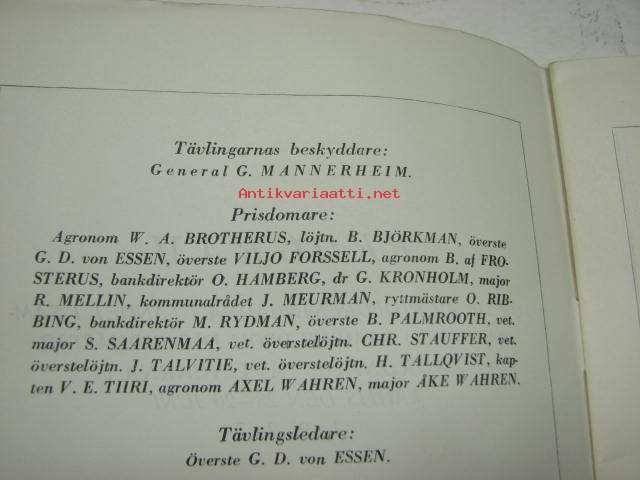 Tävlingarnas beskyddare:
General G. MANNERHEIM.
Antikvariaatti.net
Prisdomare:
Agronom W. A. BROTHERUS, löjtn. B. BJÖRKMAN, överste
G. D. von ESSEN, överste VILJO FORSSELL, agronom B. af FRO-
STERUS, bankdirektör O. HAMBERG, dr G. KRONHOLM, major
R. MELLIN, kommunalrådet J. MEURMAN, ryttmästare O. RIB-
BING, bankdirektör M. RYDMAN, överste B. PALMROOTH, vet.
major S. SAARENMAA, vet. överstelöjtn. CHR. STAUFFER, vet.
överstelöjtn. J. TALVITIE, vet. överstelöjtn. H. TALLQVIST, kap-
ten V. E. TIIRI, agronom AXEL WAHREN, major ÅKE WAHREN.
Tävlingsledare:
Överste G. D. von ESSEN.